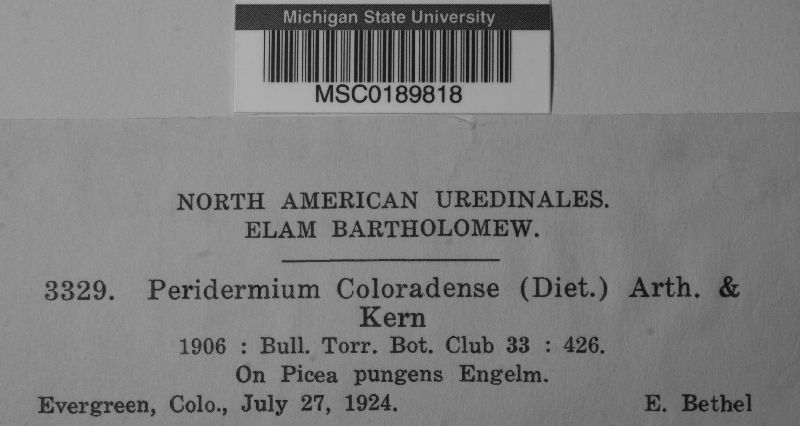 Michigan State University
MSC0189818
NORTH AMERICAN UREDINALES.
ELAM BARTHOLOMEW.
3329. Peridermium Coloradense (Diet.) Arth. &
Kern
1906 : Bull. Torr. Bot. Club 33 : 426.
On Picea pungens Engelm.
Evergreen, Colo., July 27, 1924. E. Bethel